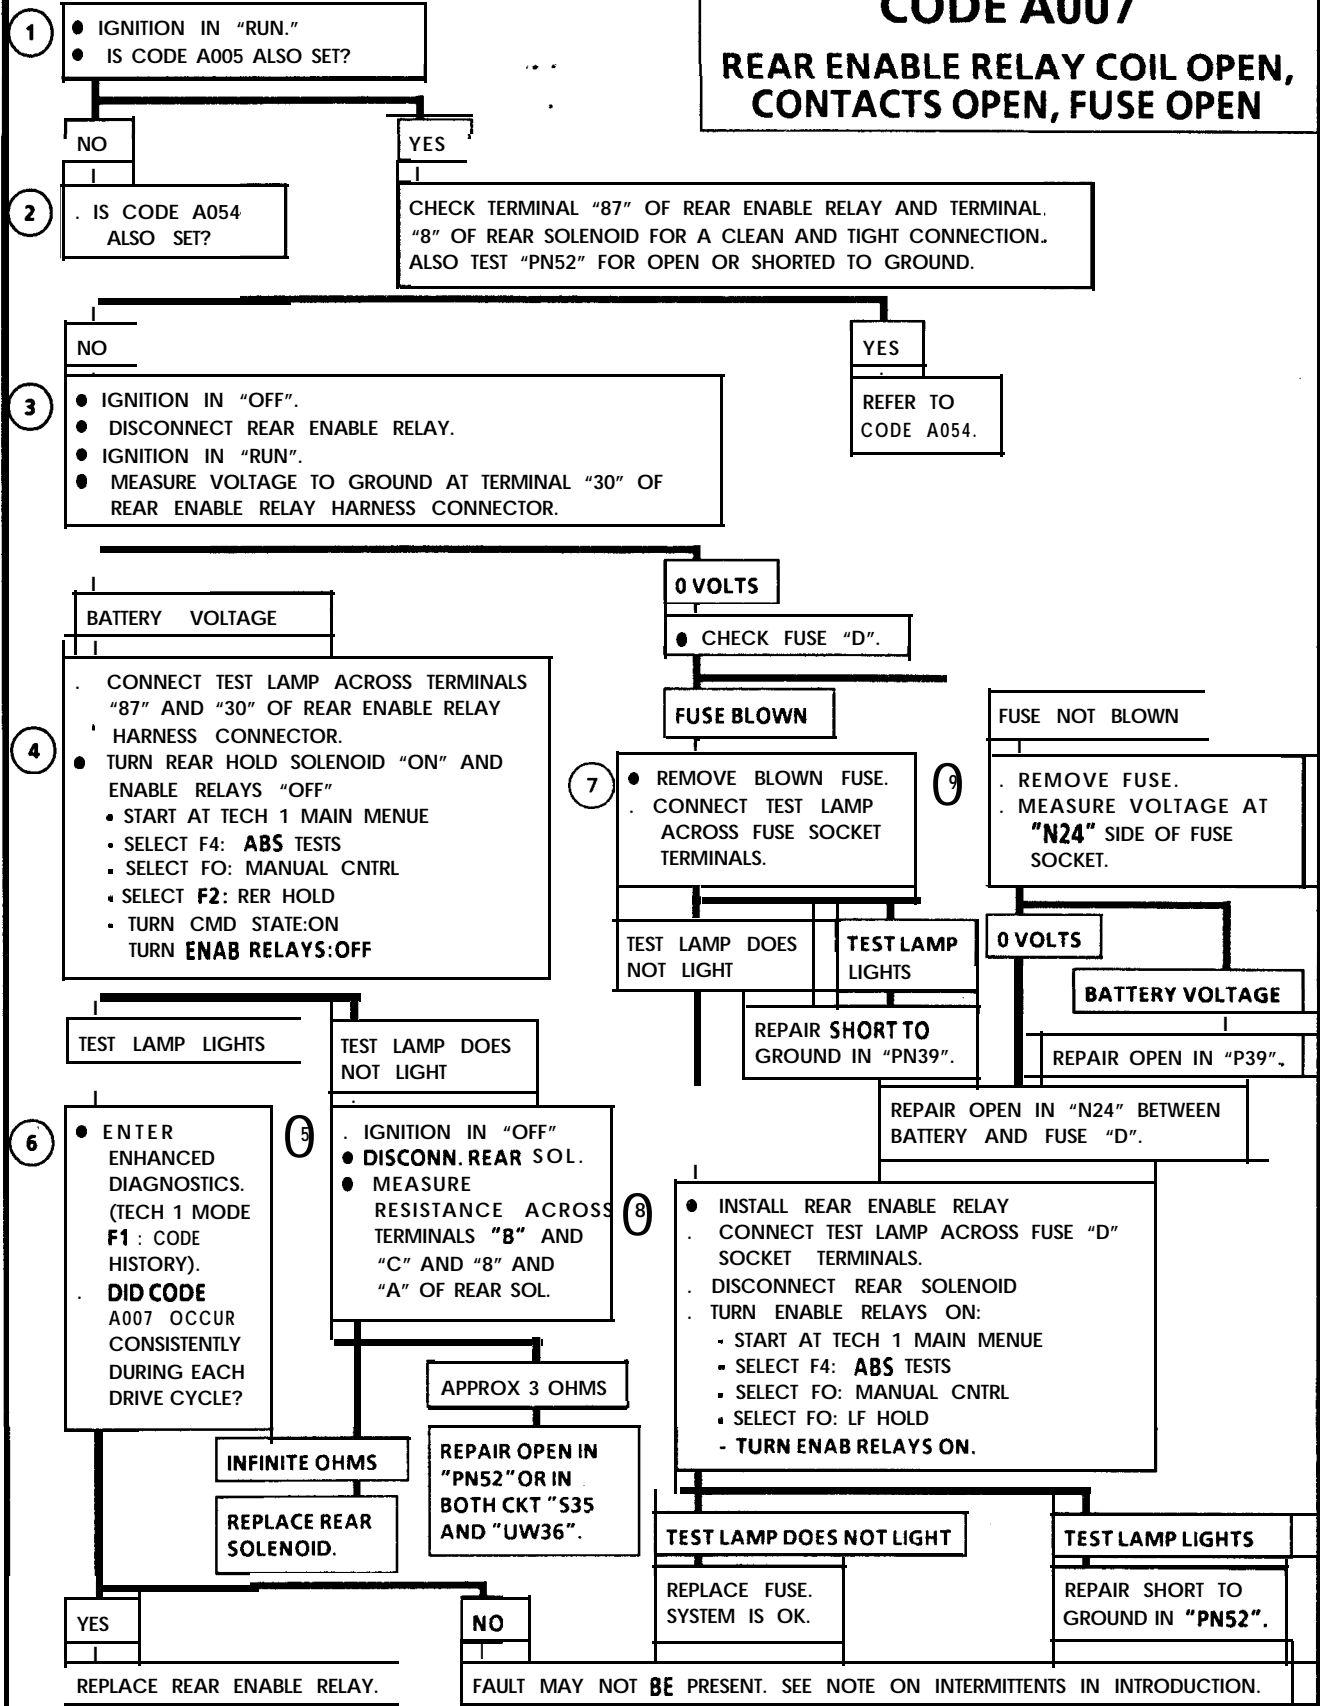 CODE A007
REAR ENABLE RELAY COIL OPEN,
CONTACTS OPEN, FUSE OPEN
1
● IGNITION IN “RUN.”
● IS CODE A005 ALSO SET?
NO
YES
2
. IS CODE A054
ALSO SET?
CHECK TERMINAL “87” OF REAR ENABLE RELAY AND TERMINAL
“8” OF REAR SOLENOID FOR A CLEAN AND TIGHT CONNECTION.
ALSO TEST “PN52” FOR OPEN OR SHORTED TO GROUND.
NO
YES
3
● IGNITION IN “OFF”.
● DISCONNECT REAR ENABLE RELAY.
● IGNITION IN “RUN”.
● MEASURE VOLTAGE TO GROUND AT TERMINAL “30” OF
REAR ENABLE RELAY HARNESS CONNECTOR.
REFER TO
CODE A054.
BATTERY VOLTAGE
0 VOLTS
● CHECK FUSE “D”.
4
. CONNECT TEST LAMP ACROSS TERMINALS
“87” AND “30” OF REAR ENABLE RELAY
HARNESS CONNECTOR.
● TURN REAR HOLD SOLENOID “ON” AND
ENABLE RELAYS “OFF”
- START AT TECH 1 MAIN MENUE
- SELECT F4: ABS TESTS
- SELECT FO: MANUAL CNTRL
- SELECT F2: RER HOLD
- TURN CMD STATE:ON
TURN ENAB RELAYS:OFF
FUSE BLOWN
FUSE NOT BLOWN
7
● REMOVE BLOWN FUSE.
. CONNECT TEST LAMP
ACROSS FUSE SOCKET
TERMINALS.
9
. REMOVE FUSE.
. MEASURE VOLTAGE AT
"N24" SIDE OF FUSE
SOCKET.
TEST LAMP DOES
NOT LIGHT
TEST LAMP
LIGHTS
0 VOLTS
BATTERY VOLTAGE
REPAIR SHORT TO
GROUND IN “PN39”.
REPAIR OPEN IN “P39”.
REPAIR OPEN IN “N24” BETWEEN
BATTERY AND FUSE “D”.
TEST LAMP LIGHTS
TEST LAMP DOES
NOT LIGHT
6
● ENTER
ENHANCED
DIAGNOSTICS.
(TECH 1 MODE
F1 : CODE
HISTORY).
. DID CODE
A007 OCCUR
CONSISTENTLY
DURING EACH
DRIVE CYCLE?
5
. IGNITION IN “OFF”
● DISCONN. REAR SOL.
● MEASURE
RESISTANCE ACROSS
TERMINALS "B" AND
“C” AND “8” AND
“A” OF REAR SOL.
8
● INSTALL REAR ENABLE RELAY
. CONNECT TEST LAMP ACROSS FUSE “D”
SOCKET TERMINALS.
. DISCONNECT REAR SOLENOID
. TURN ENABLE RELAYS ON:
- START AT TECH 1 MAIN MENUE
- SELECT F4: ABS TESTS
- SELECT FO: MANUAL CNTRL
- SELECT FO: LF HOLD
- TURN ENAB RELAYS ON.
APPROX 3 OHMS
INFINITE OHMS
REPAIR OPEN IN
"PN52" OR IN
BOTH CKT "S35
AND "UW36".
REPLACE REAR
SOLENOID.
TEST LAMP DOES NOT LIGHT
TEST LAMP LIGHTS
REPLACE FUSE.
SYSTEM IS OK.
REPAIR SHORT TO
GROUND IN "PN52".
YES
NO
REPLACE REAR ENABLE RELAY.
FAULT MAY NOT BE PRESENT. SEE NOTE ON INTERMITTENTS IN INTRODUCTION.